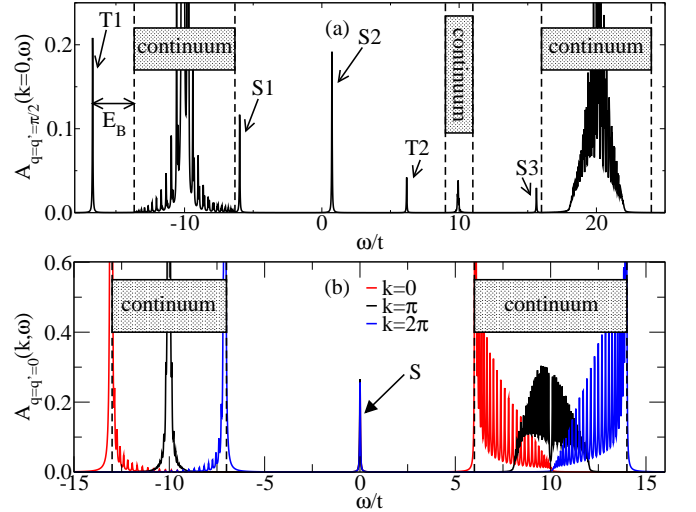 T1
continuum
(a)
S2
continuum
continuum
S1
E_B
T2
S3
A_{q=q'=π/2}(k=0,ω)
0.2
0.1
0.0
-10
0
10
20
ω/t
(b)
continuum
k=0
k=π
k=2π
continuum
S
A_{q=q'=0}(k,ω)
0.6
0.4
0.2
0.0
-15
-10
-5
0
5
10
15
ω/t